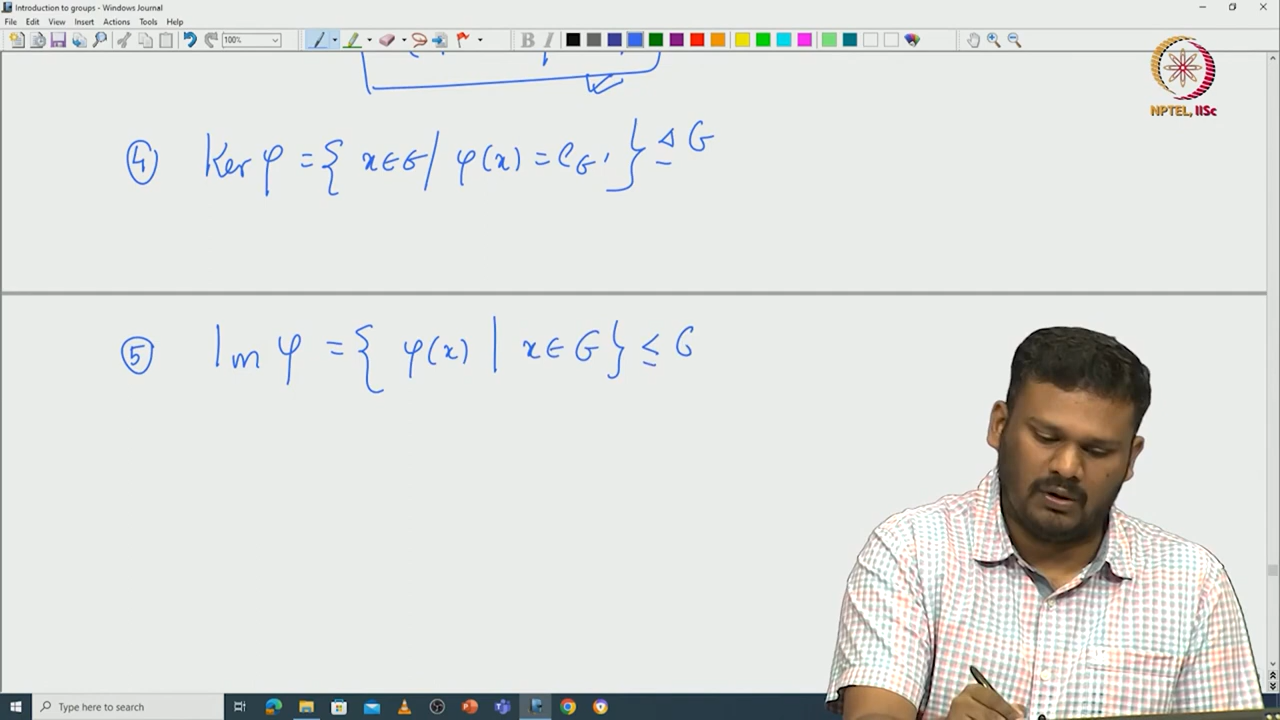 Introduction to groups - Windows Journal
File Edit View Insert Actions Tools Help
100% B I
NPTEL, IISc
④ Ker φ = { x ∈ G / φ(x) = e_G' } ⊴ G
⑤ Im φ = { φ(x) | x ∈ G } ≤ G
Type here to search